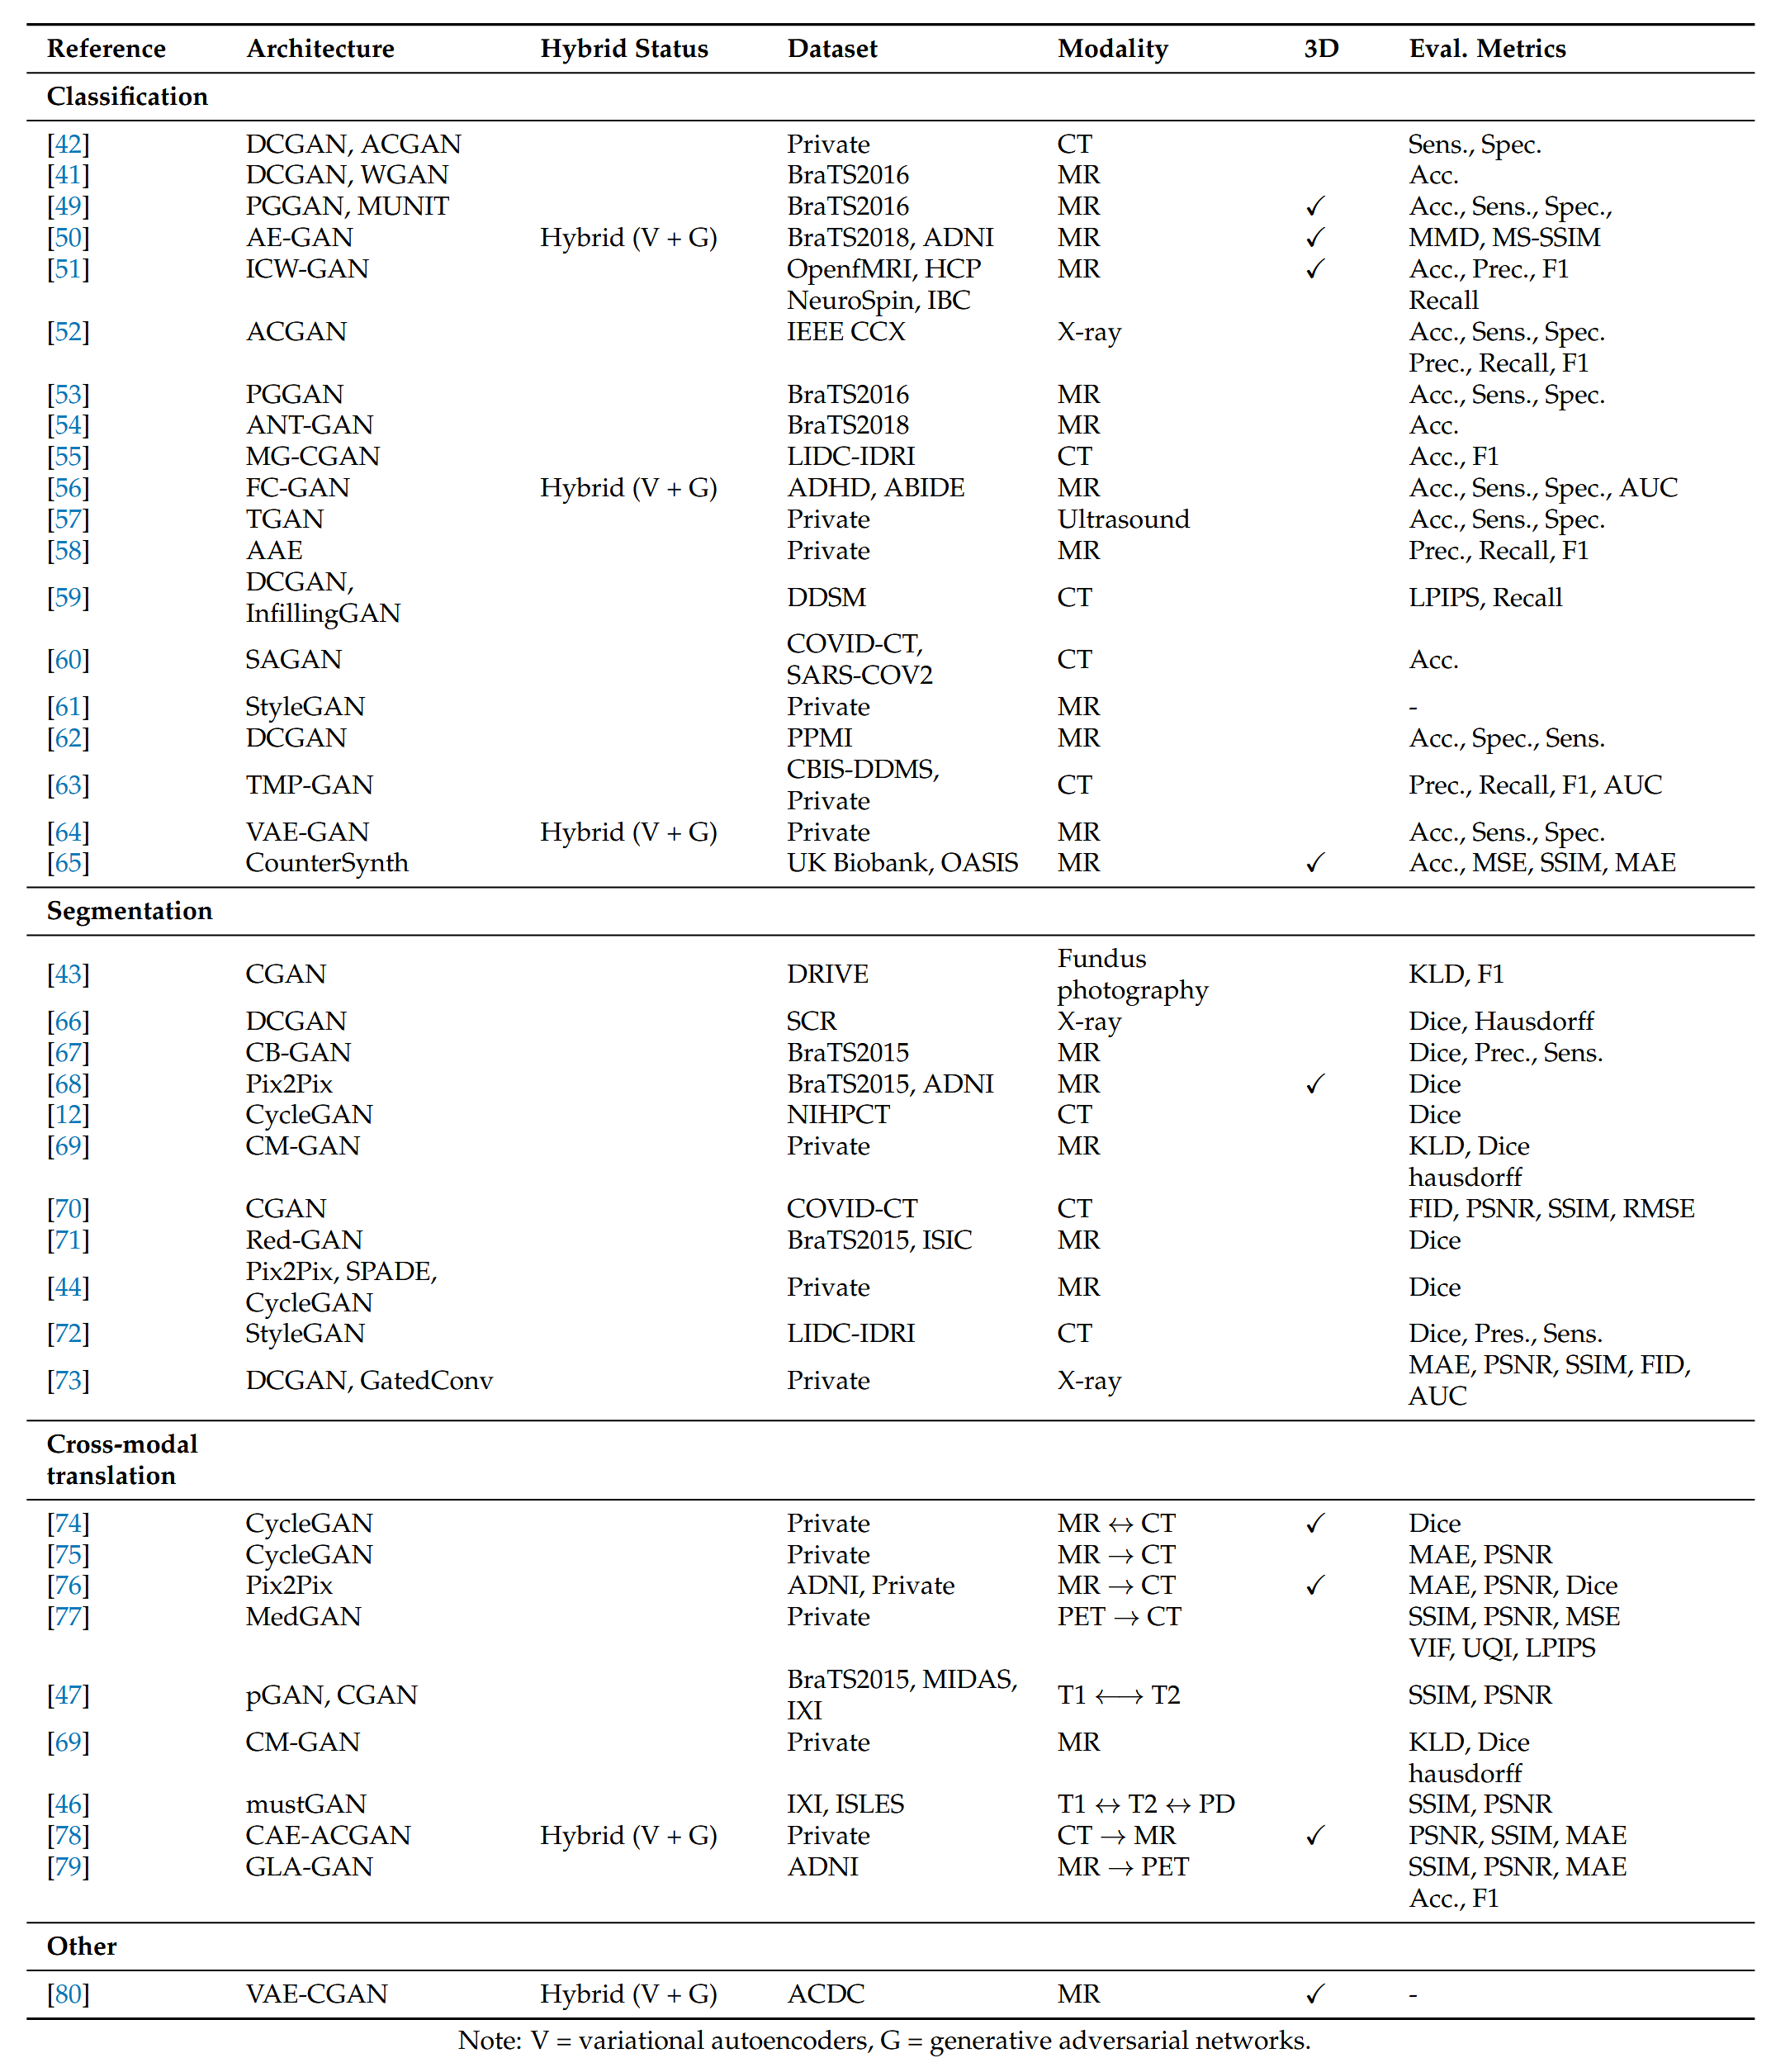 Reference Architecture Hybrid Status Dataset Modality 3D Eval. Metrics
Classification
[42] DCGAN, ACGAN Private CT Sens., Spec.
[41] DCGAN, WGAN BraTS2016 MR Acc.
[49] PGGAN, MUNIT BraTS2016 MR ✓ Acc., Sens., Spec.,
[50] AE-GAN Hybrid (V + G) BraTS2018, ADNI MR ✓ MMD, MS-SSIM
[51] ICW-GAN OpenfMRI, HCP MR ✓ Acc., Prec., F1
NeuroSpin, IBC Recall
[52] ACGAN IEEE CCX X-ray Acc., Sens., Spec.
Prec., Recall, F1
[53] PGGAN BraTS2016 MR Acc., Sens., Spec.
[54] ANT-GAN BraTS2018 MR Acc.
[55] MG-CGAN LIDC-IDRI CT Acc., F1
[56] FC-GAN Hybrid (V + G) ADHD, ABIDE MR Acc., Sens., Spec., AUC
[57] TGAN Private Ultrasound Acc., Sens., Spec.
[58] AAE Private MR Prec., Recall, F1
DCGAN,
[59] DDSM CT LPIPS, Recall
InfillingGAN
COVID-CT,
[60] SAGAN CT Acc.
SARS-COV2
[61] StyleGAN Private MR -
[62] DCGAN PPMI MR Acc., Spec., Sens.
CBIS-DDMS,
[63] TMP-GAN CT Prec., Recall, F1, AUC
Private
[64] VAE-GAN Hybrid (V + G) Private MR Acc., Sens., Spec.
[65] CounterSynth UK Biobank, OASIS MR ✓ Acc., MSE, SSIM, MAE
Segmentation
Fundus
[43] CGAN DRIVE KLD, F1
photography
[66] DCGAN SCR X-ray Dice, Hausdorff
[67] CB-GAN BraTS2015 MR Dice, Prec., Sens.
[68] Pix2Pix BraTS2015, ADNI MR ✓ Dice
[12] CycleGAN NIHPCT CT Dice
[69] CM-GAN Private MR KLD, Dice
hausdorff
[70] CGAN COVID-CT CT FID, PSNR, SSIM, RMSE
[71] Red-GAN BraTS2015, ISIC MR Dice
Pix2Pix, SPADE,
[44] Private MR Dice
CycleGAN
[72] StyleGAN LIDC-IDRI CT Dice, Pres., Sens.
MAE, PSNR, SSIM, FID,
[73] DCGAN, GatedConv Private X-ray
AUC
Cross-modal
translation
[74] CycleGAN Private MR ↔ CT ✓ Dice
[75] CycleGAN Private MR → CT MAE, PSNR
[76] Pix2Pix ADNI, Private MR → CT ✓ MAE, PSNR, Dice
[77] MedGAN Private PET → CT SSIM, PSNR, MSE
VIF, UQI, LPIPS
BraTS2015, MIDAS,
[47] pGAN, CGAN T1 ⟷ T2 SSIM, PSNR
IXI
[69] CM-GAN Private MR KLD, Dice
hausdorff
[46] mustGAN IXI, ISLES T1 ↔ T2 ↔ PD SSIM, PSNR
[78] CAE-ACGAN Hybrid (V + G) Private CT → MR ✓ PSNR, SSIM, MAE
[79] GLA-GAN ADNI MR → PET SSIM, PSNR, MAE
Acc., F1
Other
[80] VAE-CGAN Hybrid (V + G) ACDC MR ✓ -
Note: V = variational autoencoders, G = generative adversarial networks.